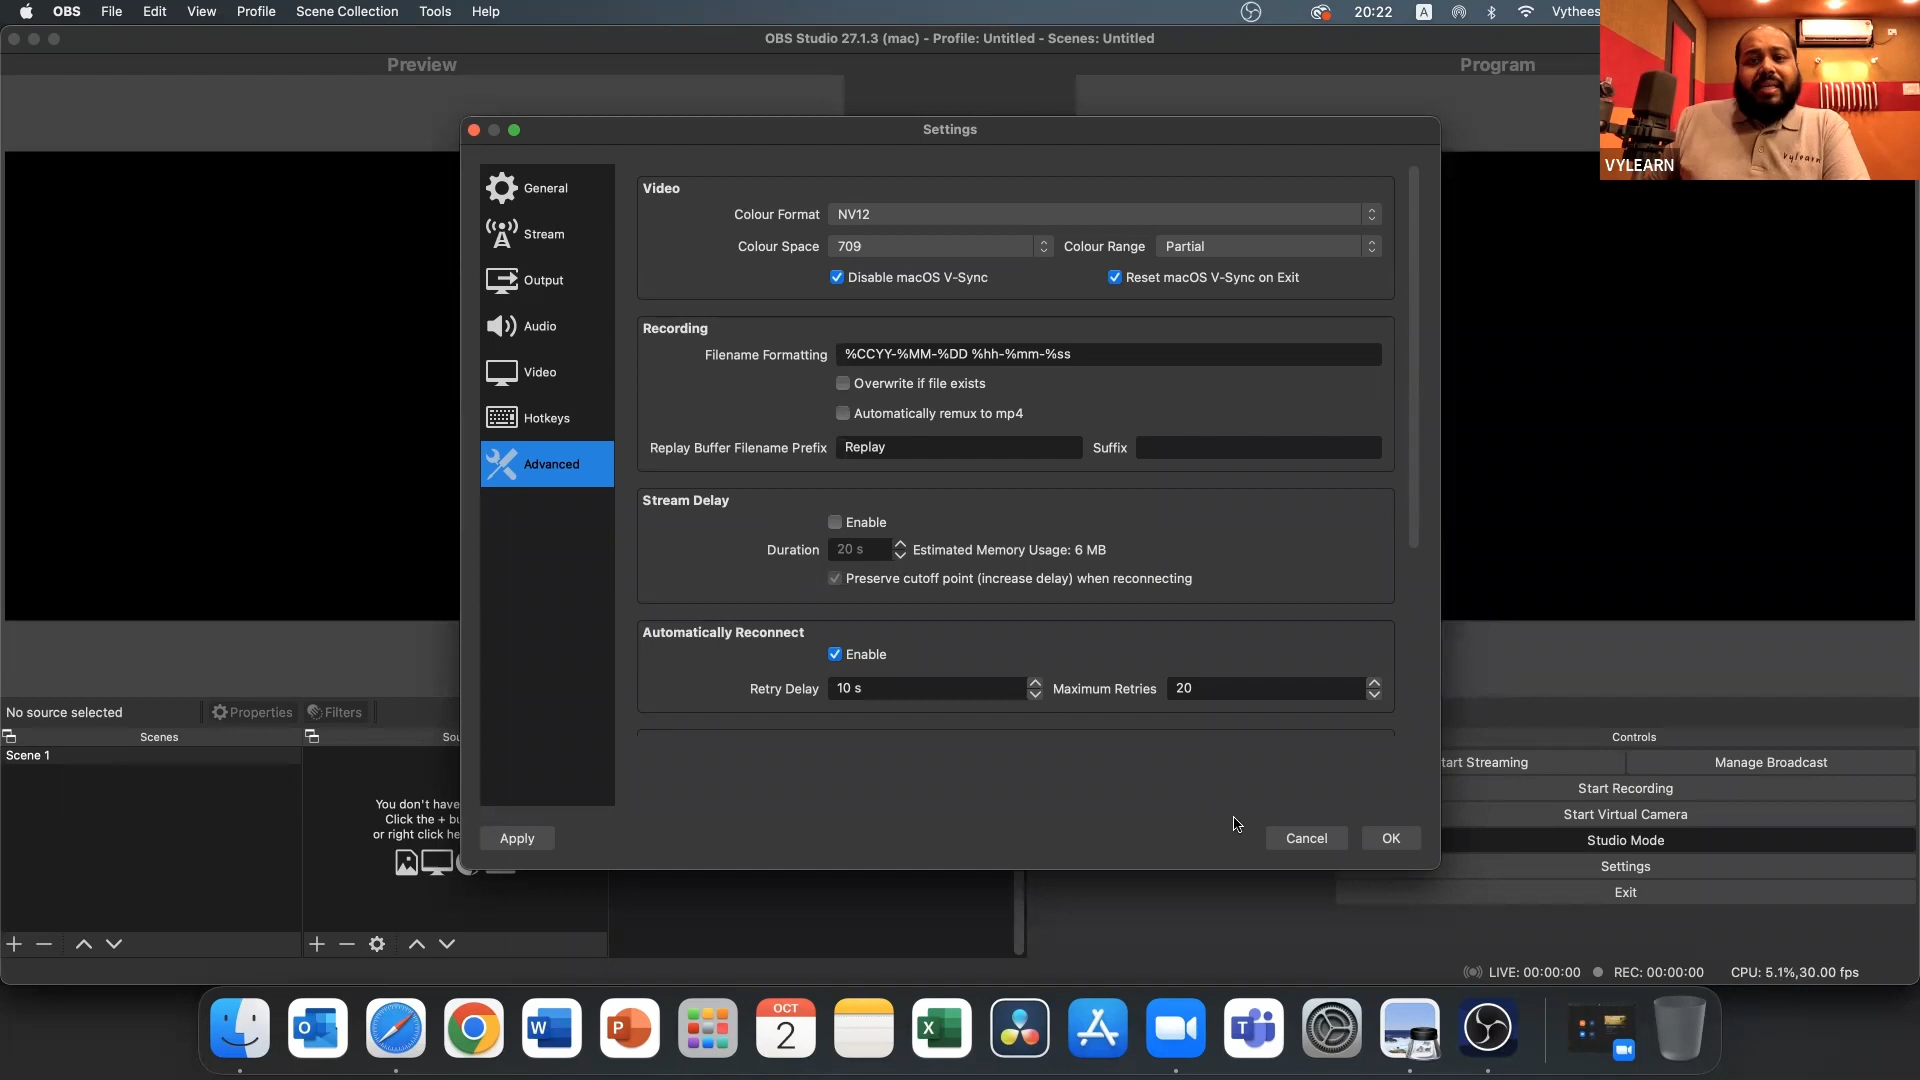 OBS File Edit View Profile Scene Collection Tools Help 20:22 A Vythees
OBS Studio 27.1.3 (mac) - Profile: Untitled - Scenes: Untitled
Preview
Program
VYLEARN
Vylearn
Settings
General
Stream
Output
Audio
Video
Hotkeys
Advanced
Video
Colour Format NV12
Colour Space 709 Colour Range Partial
Disable macOS V-Sync Reset macOS V-Sync on Exit
Recording
Filename Formatting %CCYY-%MM-%DD %hh-%mm-%ss
Overwrite if file exists
Automatically remux to mp4
Replay Buffer Filename Prefix Replay Suffix
Stream Delay
Enable
Duration 20 s Estimated Memory Usage: 6 MB
Preserve cutoff point (increase delay) when reconnecting
Automatically Reconnect
Enable
Retry Delay 10 s Maximum Retries 20
Apply Cancel OK
No source selected Properties Filters
Scenes
Scene 1
Sou
You don't have
Click the + bu
or right click he
Controls
tart Streaming Manage Broadcast
Start Recording
Start Virtual Camera
Studio Mode
Settings
Exit
LIVE: 00:00:00 REC: 00:00:00 CPU: 5.1%,30.00 fps
O W P OCT
2
X T